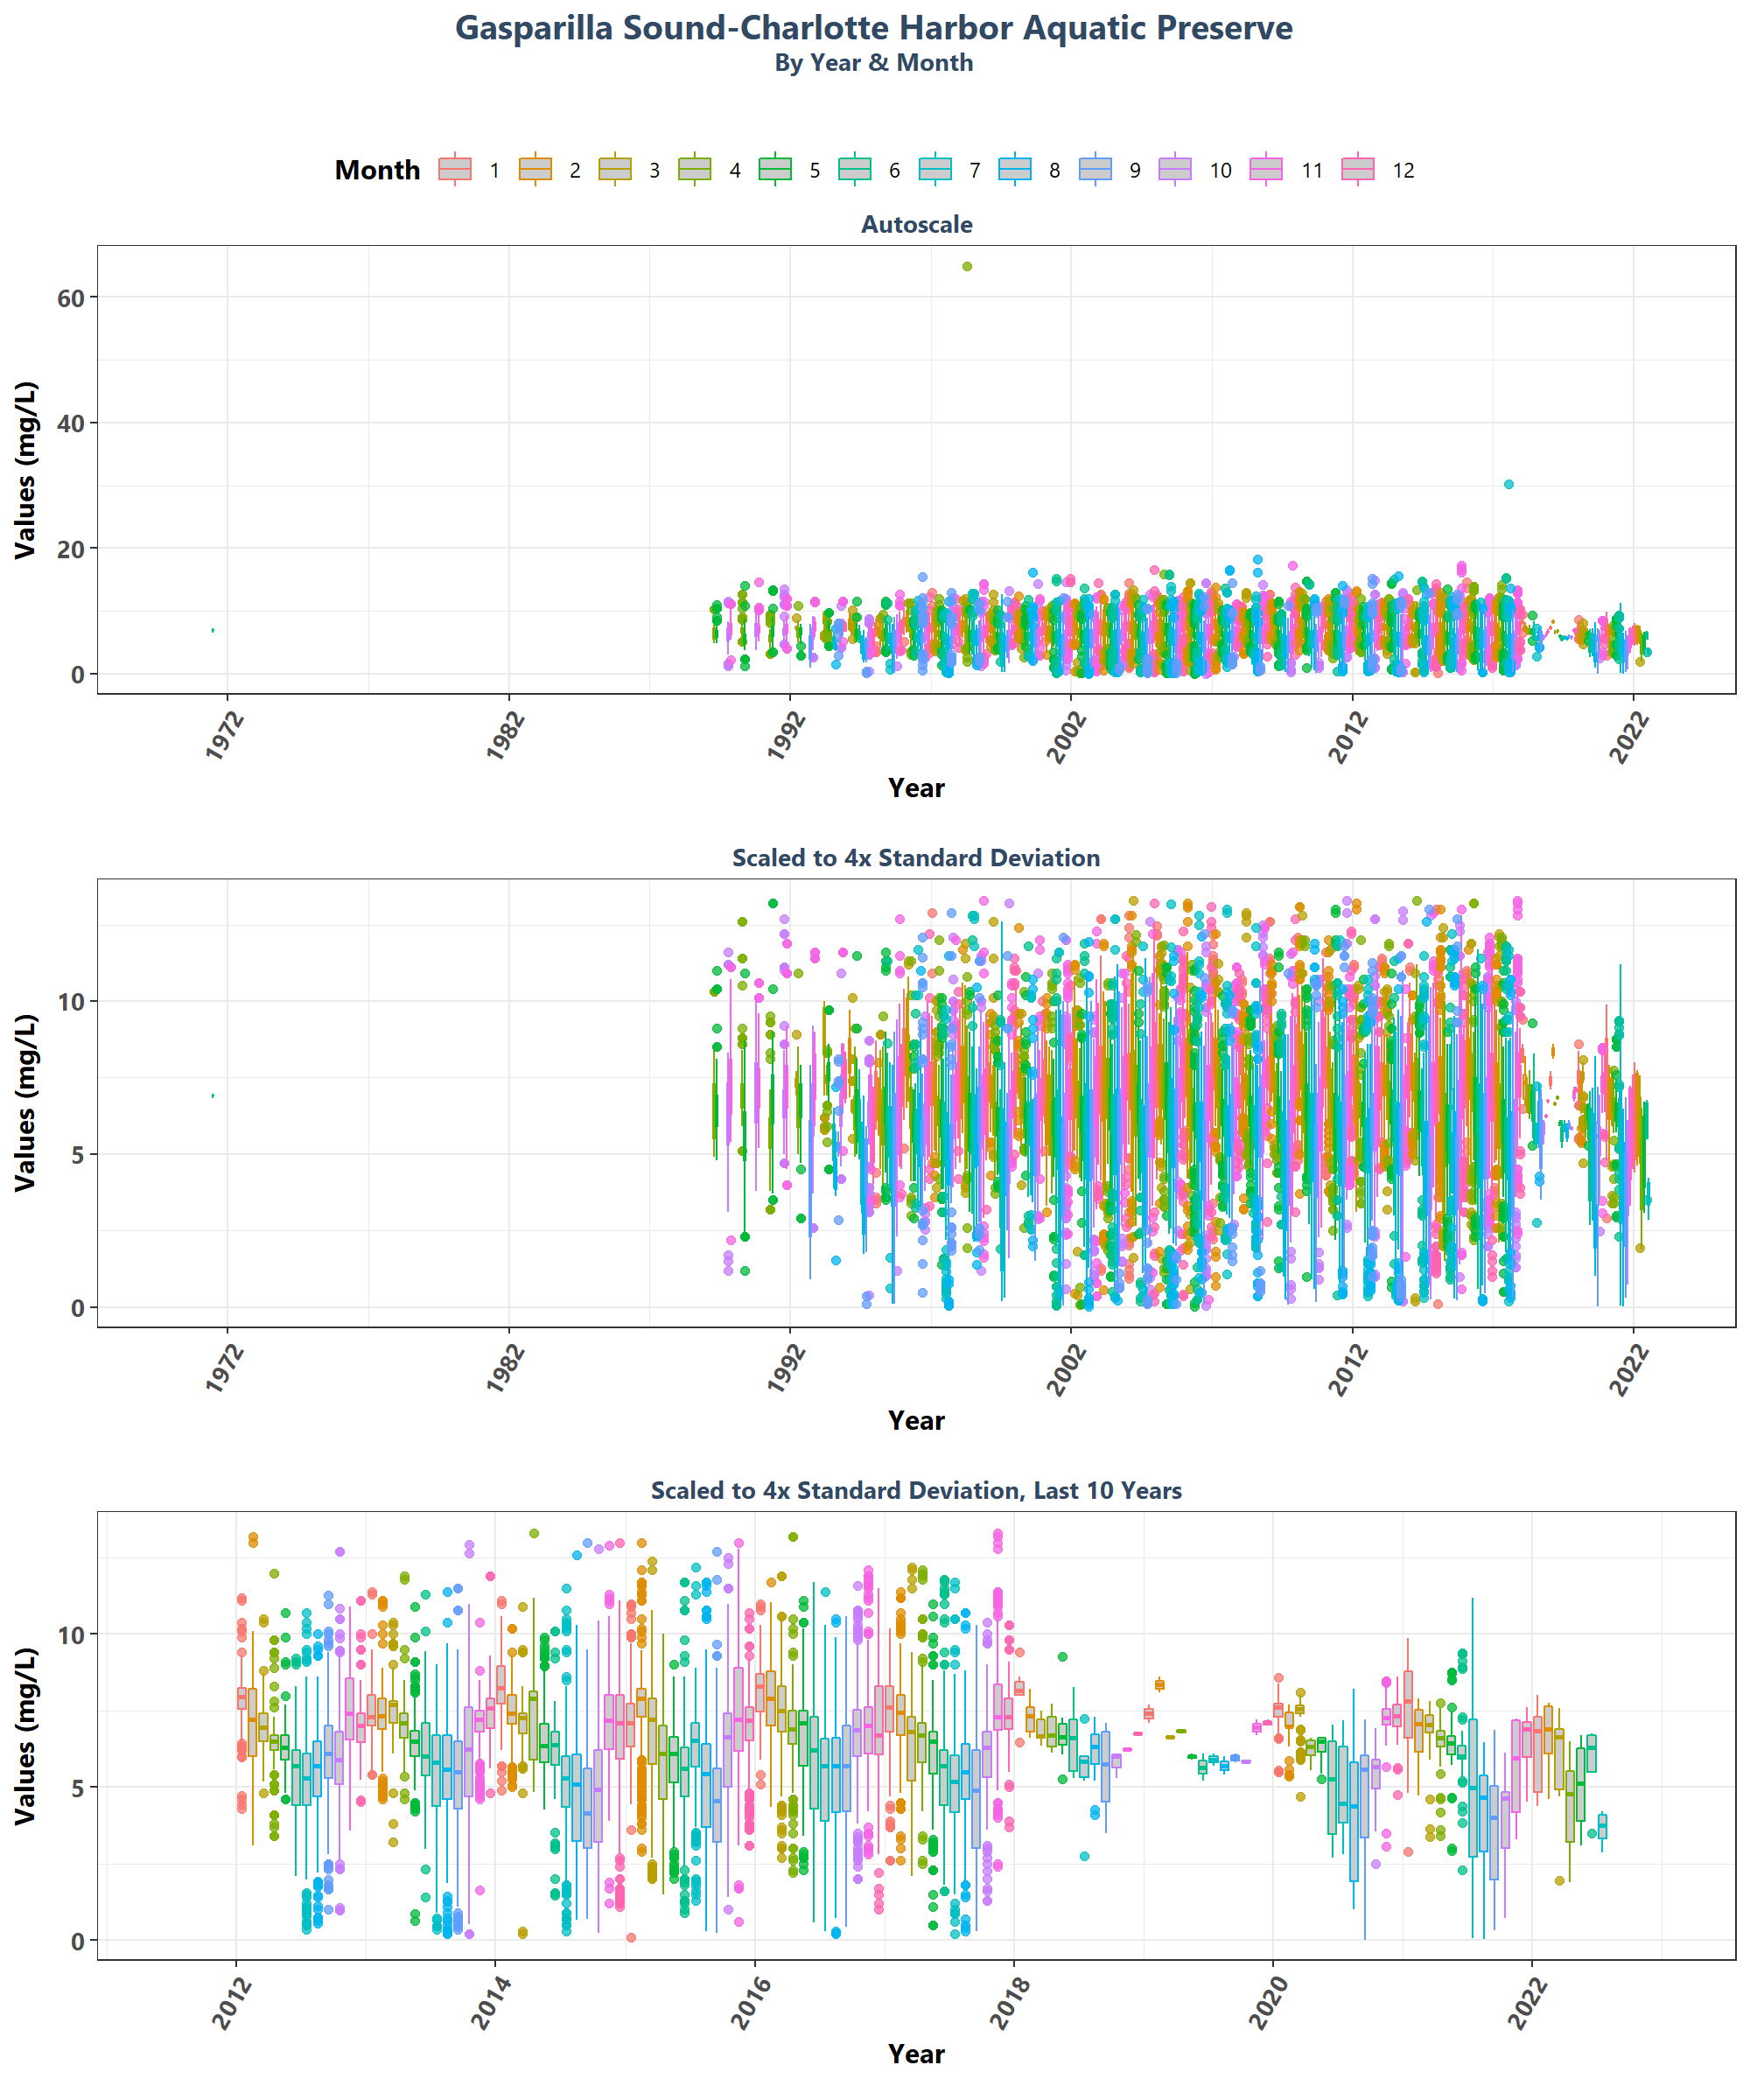 Gasparilla Sound-Charlotte Harbor Aquatic Preserve
By Year & Month
Month 1 2 3 4 5 6 7 8 9 10 11 12
Autoscale
Values (mg/L)
60
40
20
0
1972 1982 1992 2002 2012 2022
Year
Scaled to 4x Standard Deviation
Values (mg/L)
10
5
0
1972 1982 1992 2002 2012 2022
Year
Scaled to 4x Standard Deviation, Last 10 Years
Values (mg/L)
10
5
0
2012 2014 2016 2018 2020 2022
Year